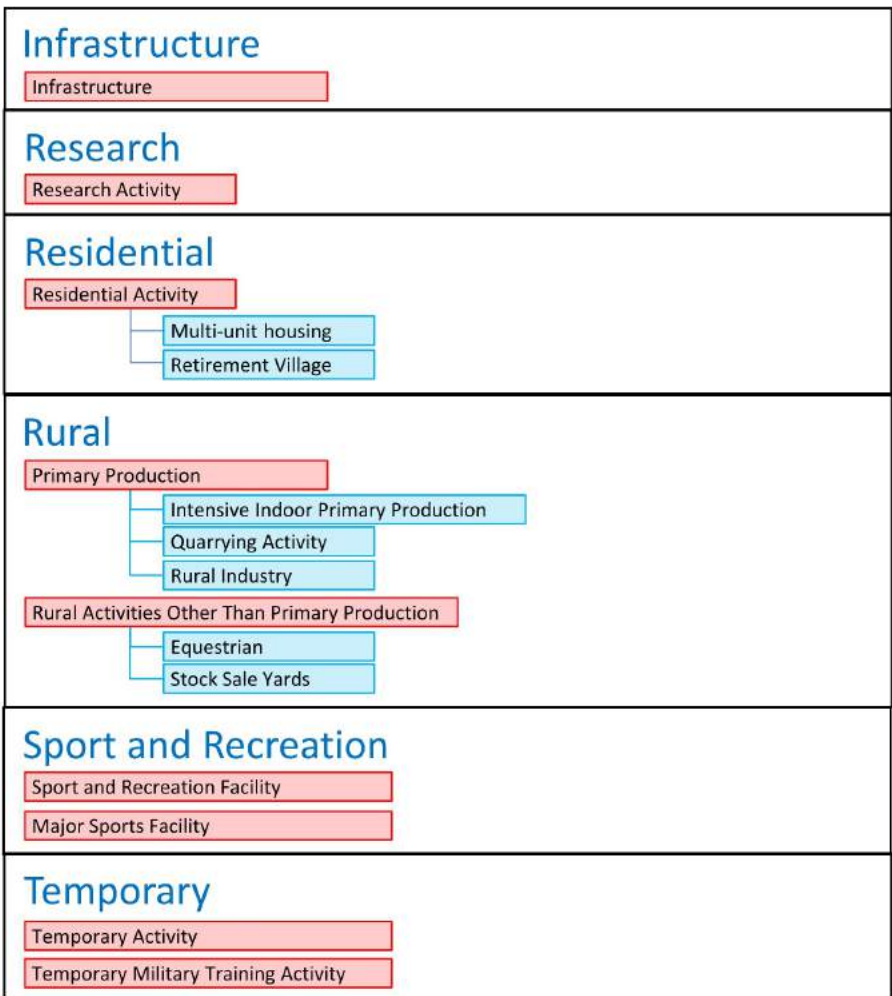 Infrastructure
Infrastructure
Research
Research Activity
Residential
Residential Activity
Multi-unit housing
Retirement Village
Rural
Primary Production
Intensive Indoor Primary Production
Quarrying Activity
Rural Industry
Rural Activities Other Than Primary Production
Equestrian
Stock Sale Yards
Sport and Recreation
Sport and Recreation Facility
Major Sports Facility
Temporary
Temporary Activity
Temporary Military Training Activity